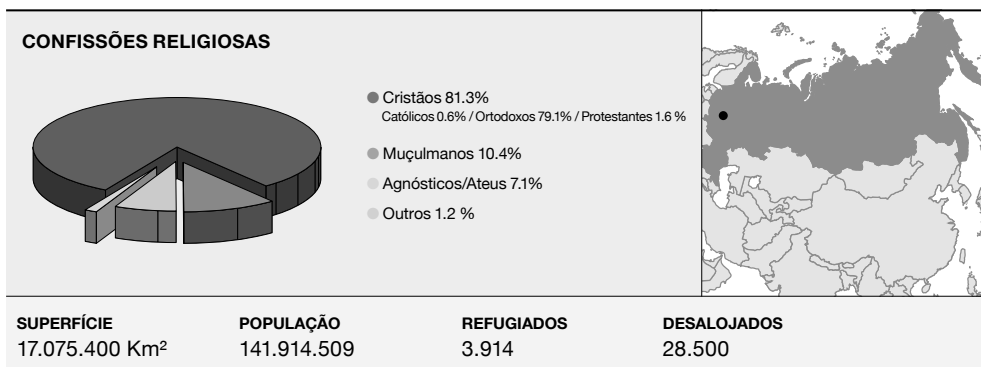 CONFISSÕES RELIGIOSAS
Cristãos 81.3%
Católicos 0.6% / Ortodoxos 79.1% / Protestantes 1.6 %
Muçulmanos 10.4%
Agnósticos/Ateus 7.1%
Outros 1.2 %
SUPERFÍCIE
17.075.400 Km²
POPULAÇÃO
141.914.509
REFUGIADOS
3.914
DESALOJADOS
28.500